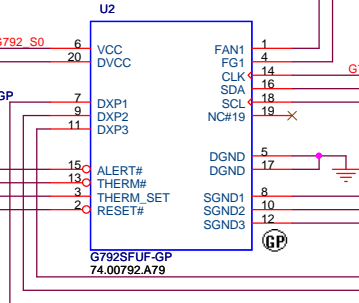 U2
G792_S0
6 VCC FAN1 1
20 DVCC FG1 4
CLK 14
G7
SDA 16
GP
7 DXP1 SCL 18
9 DXP2 NC#19 19
11 DXP3
DGND 5
15 ALERT# DGND 17
13 THERM#
3 THERM_SET SGND1 8
2 RESET# SGND2 10
SGND3 12
G792SFUF-GP
GP
74.00792.A79